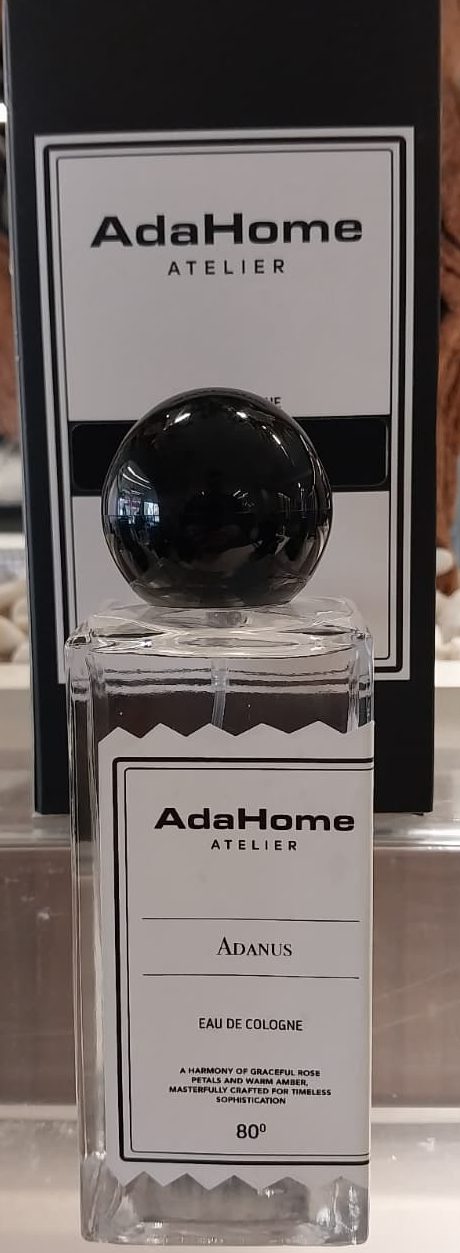 AdaHome
ATELIER
AdaHome
ATELIER
ADANUS
EAU DE COLOGNE
A HARMONY OF GRACEFUL ROSE
PETALS AND WARM AMBER,
MASTERFULLY CRAFTED FOR TIMELESS
SOPHISTICATION
80⁰